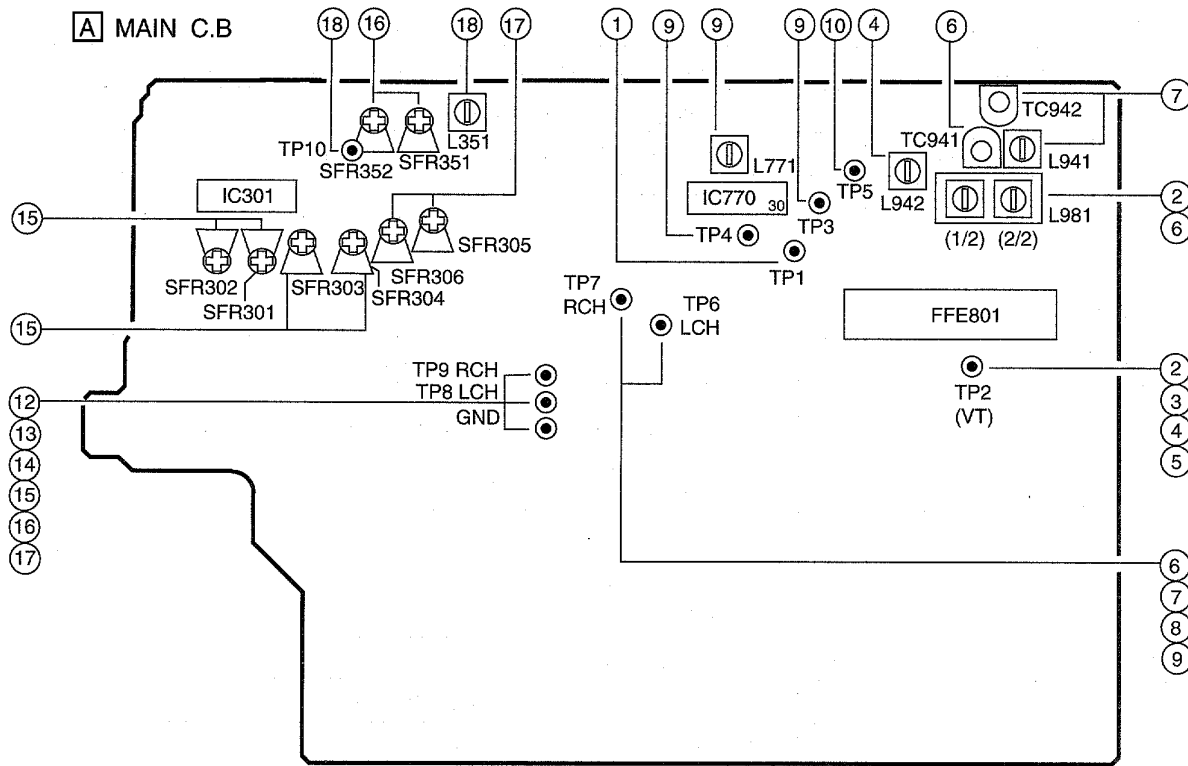 A MAIN C.B
18 16 18 17 1 9 9 9 10 4 6
7
TC942
TC941
L941
L351
TP10
SFR352
SFR351
L771
TP5
L942
IC301
IC770 30
TP3
L981
2
6
(1/2) (2/2)
15
SFR305
TP4
TP1
SFR306
SFR302
SFR303
SFR304
SFR301
TP7
RCH
TP6
LCH
FFE801
15
TP9 RCH
TP8 LCH
GND
TP2
(VT)
2
3
4
5
12
13
14
15
16
17
6
7
8
9